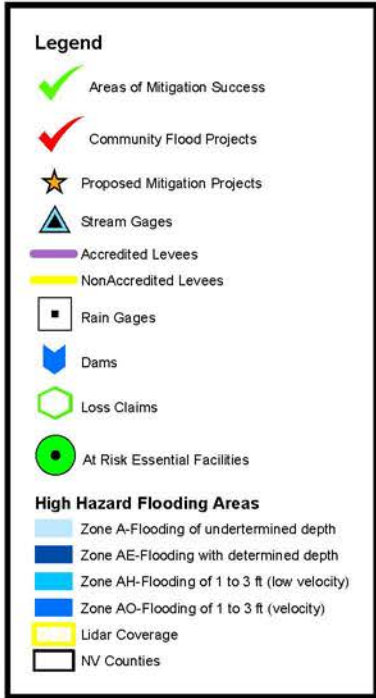 Legend
Areas of Mitigation Success
Community Flood Projects
Proposed Mitigation Projects
Stream Gages
Accredited Levees
NonAccredited Levees
Rain Gages
Dams
Loss Claims
At Risk Essential Facilities
High Hazard Flooding Areas
Zone A-Flooding of undertermined depth
Zone AE-Flooding with determined depth
Zone AH-Flooding of 1 to 3 ft (low velocity)
Zone AO-Flooding of 1 to 3 ft (velocity)
Lidar Coverage
NV Counties